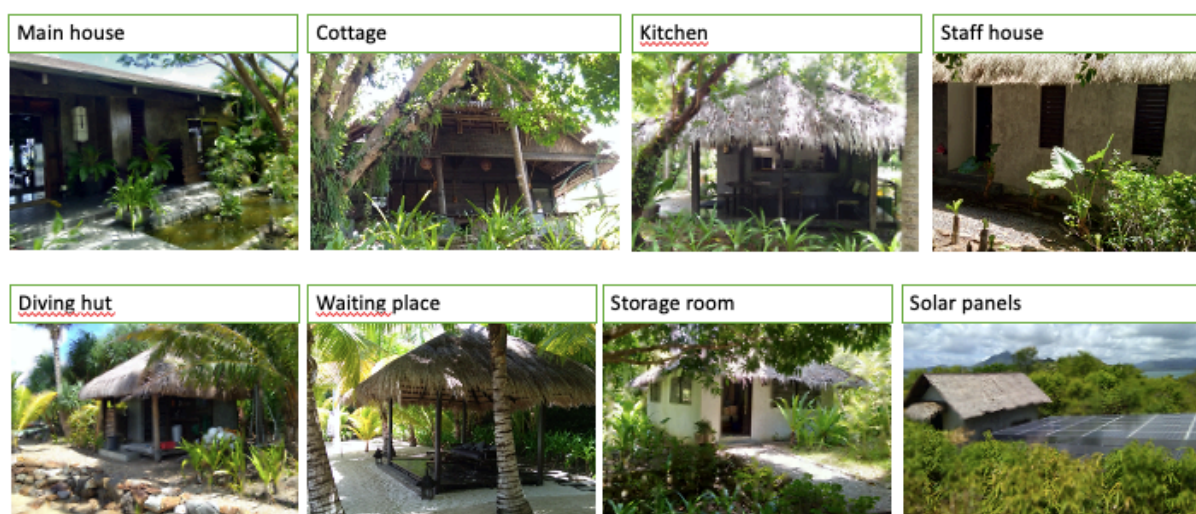 Main house
Cottage
Kitchen
Staff house
Diving hut
Waiting place
Storage room
Solar panels